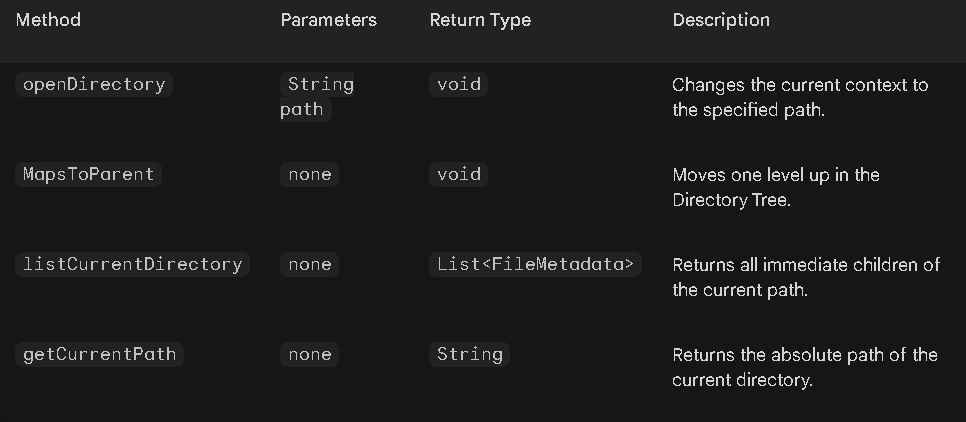 Method Parameters Return Type Description
openDirectory String void Changes the current context to
path the specified path.
MapsToParent none void Moves one level up in the
Directory Tree.
listCurrentDirectory none List<FileMetadata> Returns all immediate children of
the current path.
getCurrentPath none String Returns the absolute path of the
current directory.